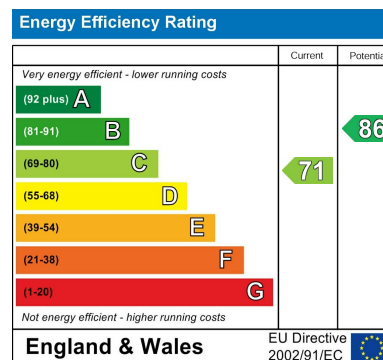 Energy Efficiency Rating
Current Potentia
Very energy efficient - lower running costs
(92 plus) A
(81-91) B
86
(69-80) C
71
(55-68) D
(39-54) E
(21-38) F
(1-20) G
Not energy efficient - higher running costs
England & Wales
EU Directive
2002/91/EC